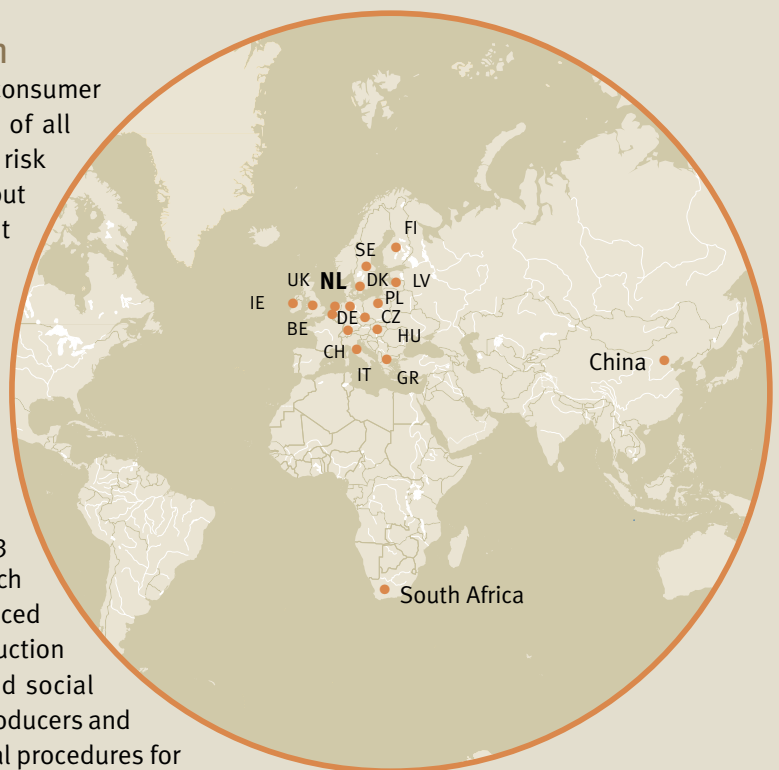 onsumer
of all
risk
out
t
FI
SE
UK NL DK LV
IE PL
BE DE CZ
HU
CH
IT GR
China
3
ch
ced
uction
d social
oducers and
al procedures for
South Africa